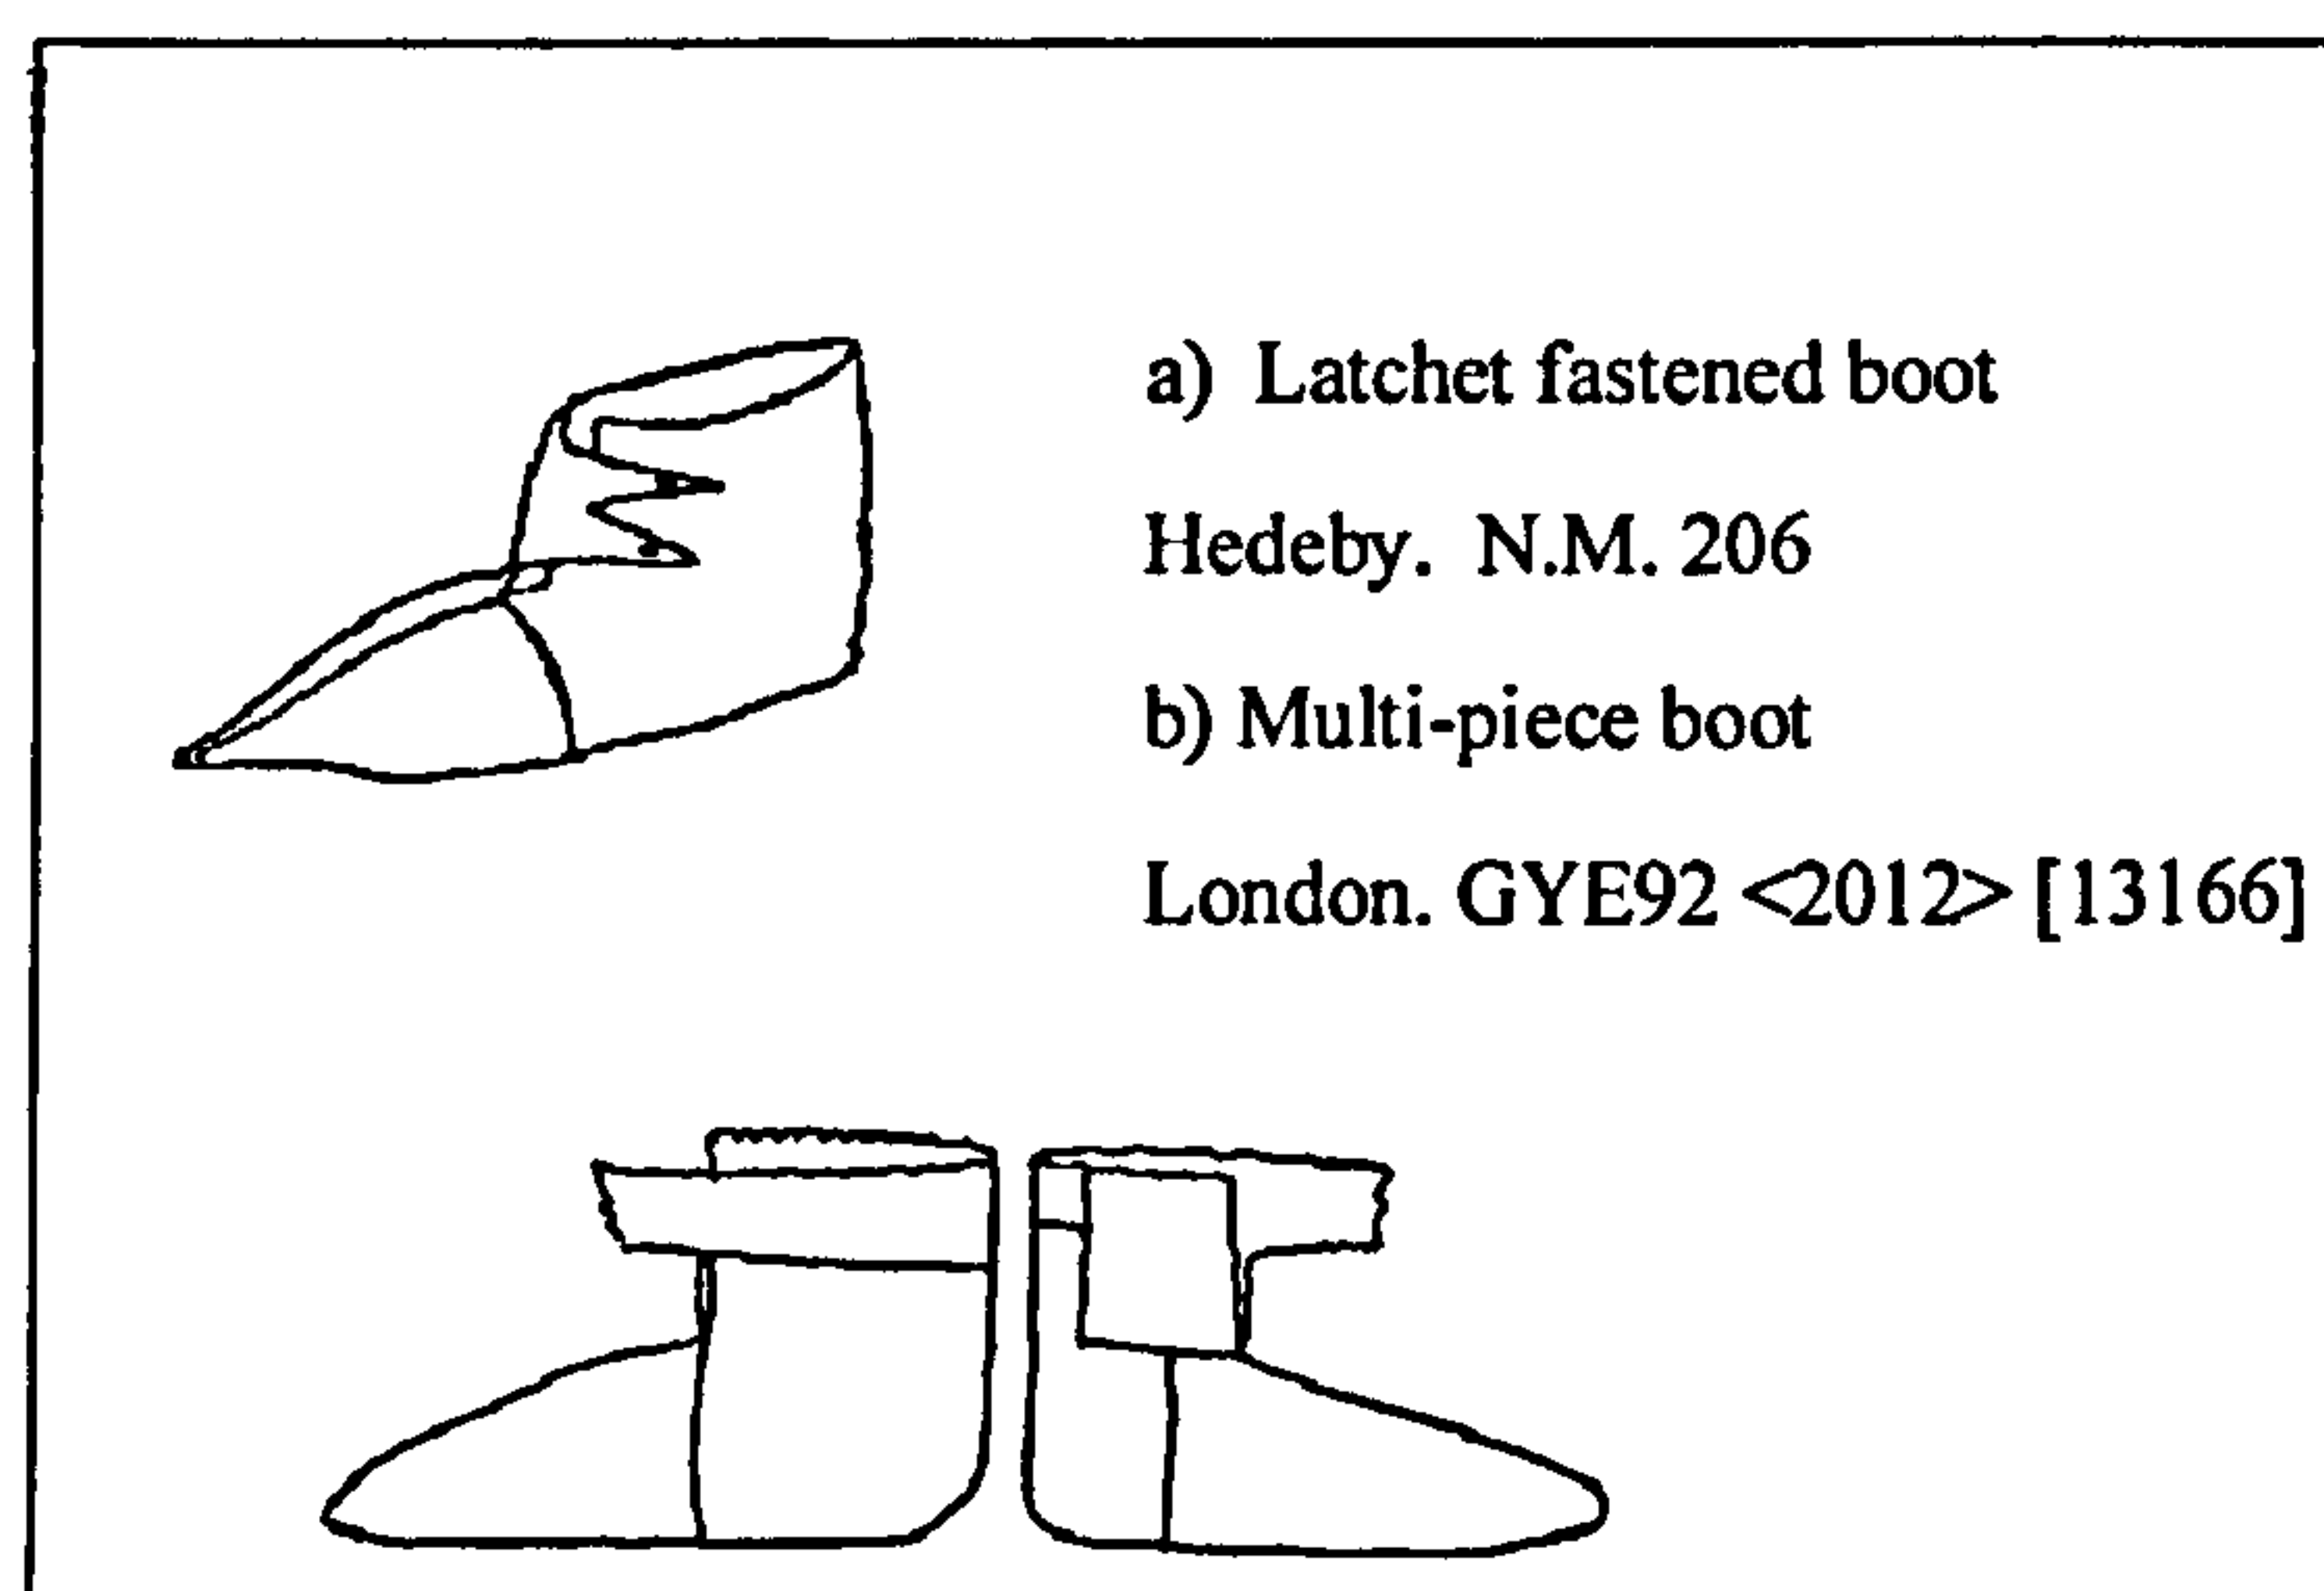 a) Latchet fastened boot
Hedeby. N.M. 206
b) Multi-piece boot
London. GYE92 <2012> [13166]